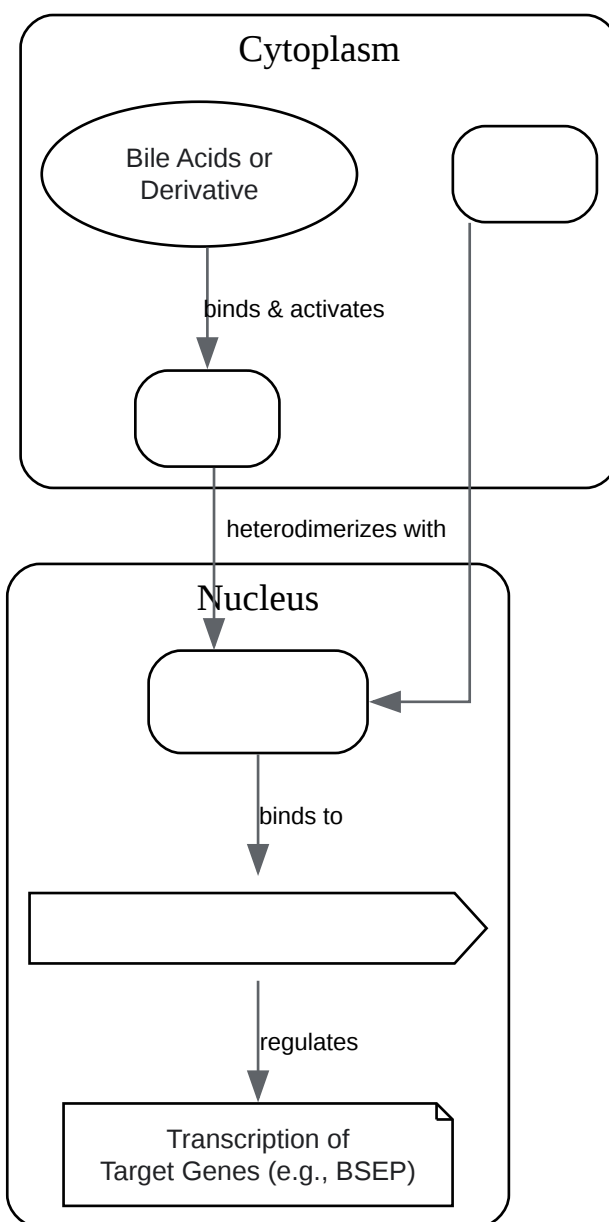 Cytoplasm
Bile Acids or
Derivative
binds & activates
heterodimerizes with
Nucleus
binds to
regulates
Transcription of
Target Genes (e.g., BSEP)